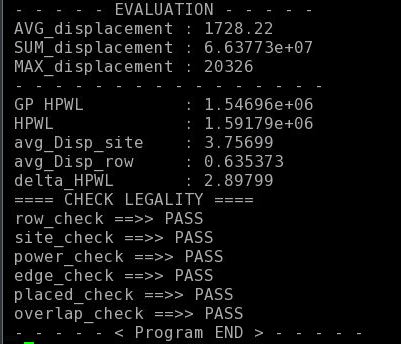 - - - - - EVALUATION - - - - -
AVG_displacement : 1728.22
SUM_displacement : 6.63773e+07
MAX_displacement : 20326
- - - - - - - - - - - - - - - -
GP HPWL : 1.54696e+06
HPWL : 1.59179e+06
avg_Disp_site : 3.75699
avg_Disp_row : 0.635373
delta_HPWL : 2.89799
==== CHECK LEGALITY ====
row_check ==>> PASS
site_check ==>> PASS
power_check ==>> PASS
edge_check ==>> PASS
placed_check ==>> PASS
overlap_check ==>> PASS
- - - - - < Program END > - - - - -